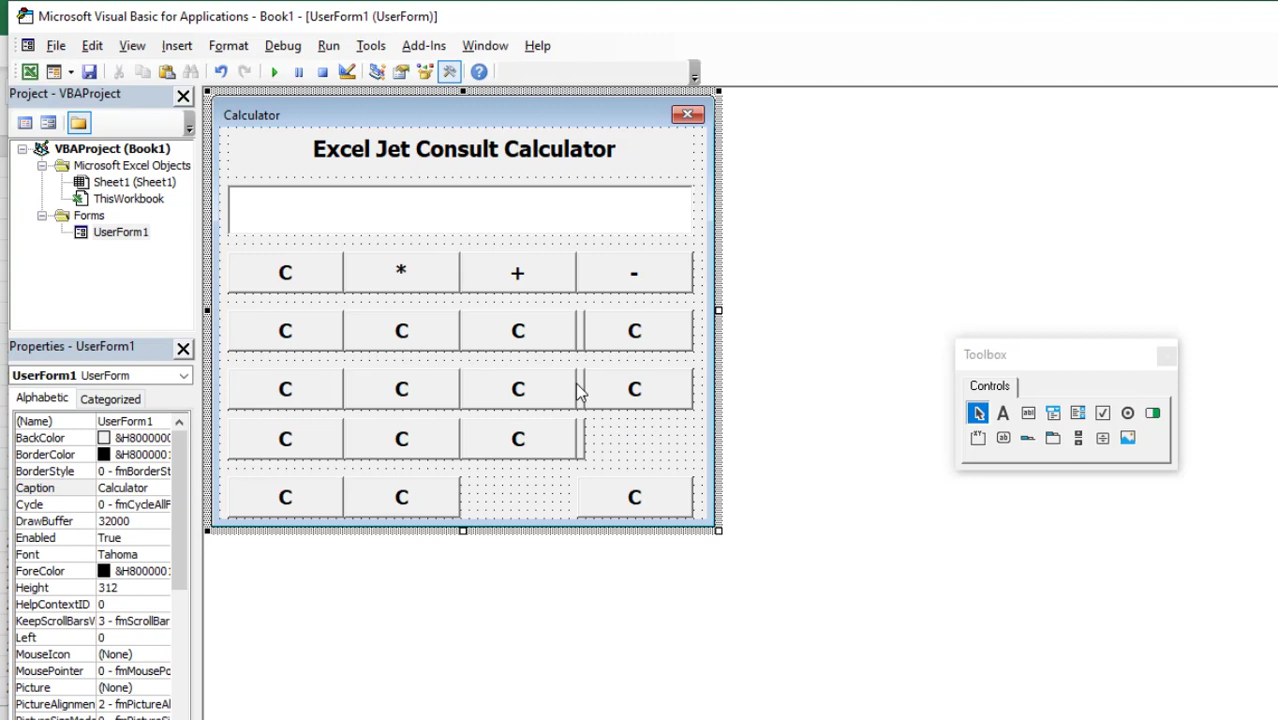 Microsoft Visual Basic for Applications - Book1 - [UserForm1 (UserForm)]
File Edit View Insert Format Debug Run Tools Add-Ins Window Help
Project - VBAProject
VBAProject (Book1)
Microsoft Excel Objects
Sheet1 (Sheet1)
ThisWorkbook
Forms
UserForm1
Properties - UserForm1
UserForm1 UserForm
Alphabetic Categorized
(Name) UserForm1
BackColor &H8000000
BorderColor &H8000001
BorderStyle 0 - fmBorderSt
Caption Calculator
Cycle 0 - fmCycleAllF
DrawBuffer 32000
Enabled True
Font Tahoma
ForeColor &H8000001
Height 312
HelpContextID 0
KeepScrollBarsV 3 - fmScrollBar
Left 0
MouseIcon (None)
MousePointer 0 - fmMousePo
Picture (None)
PictureAlignmen 2 - fmPictureAl
Calculator
Excel Jet Consult Calculator
C * + -
C C C C
C C C C
C C C
C C C
Toolbox
Controls